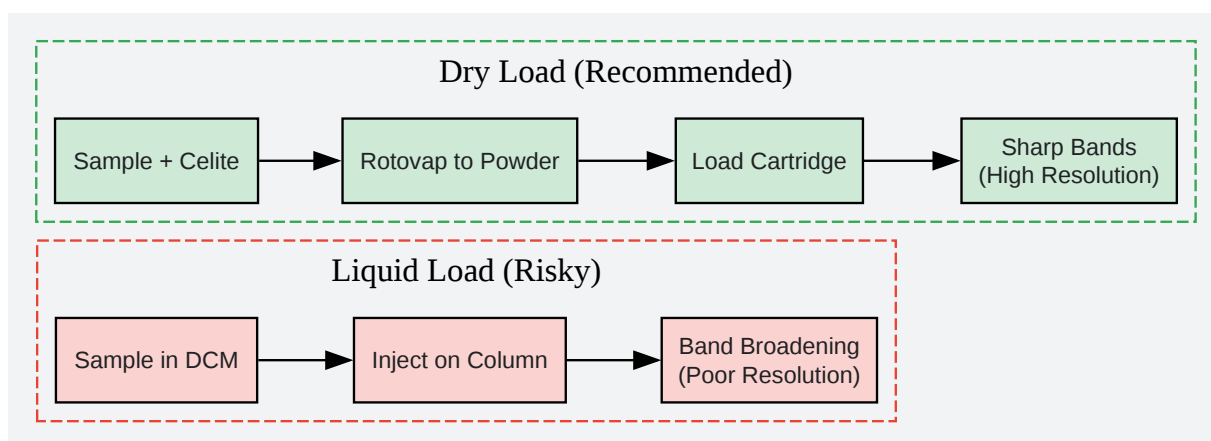 Dry Load (Recommended)
Sample + Celite
Rotovap to Powder
Load Cartridge
Sharp Bands
(High Resolution)
Liquid Load (Risky)
Sample in DCM
Inject on Column
Band Broadening
(Poor Resolution)